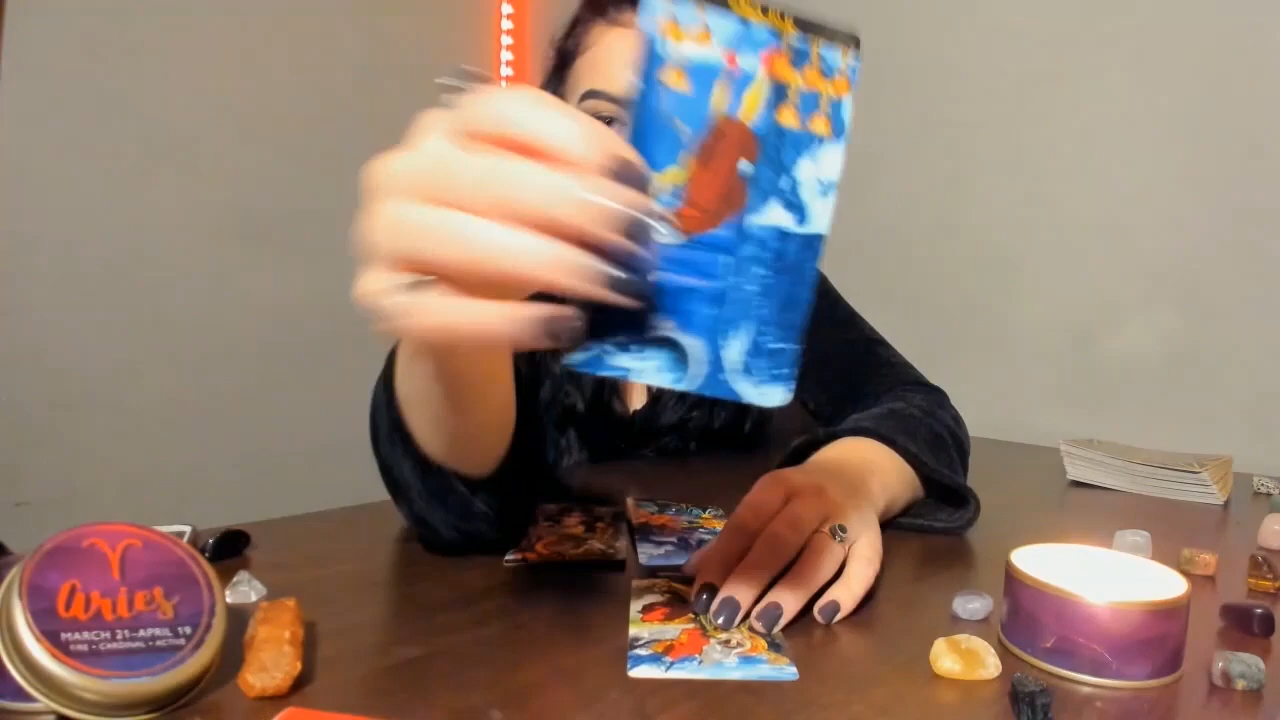 aries
MARCH 21–APRIL 19
FIRE • CARDINAL • ACTIVE